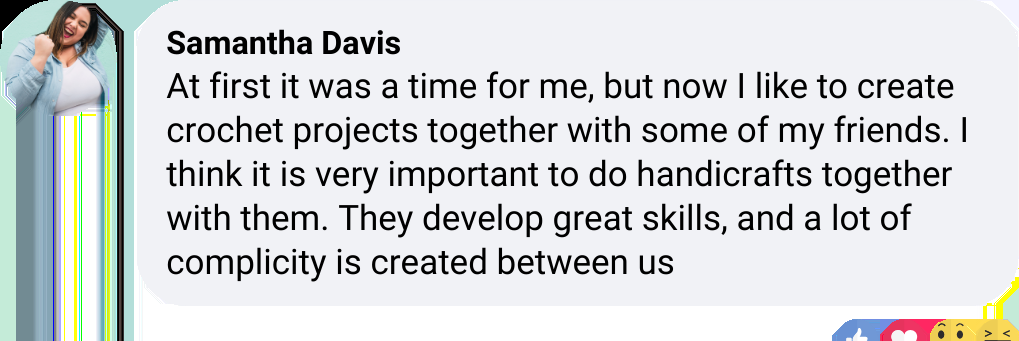 Samantha Davis
At first it was a time for me, but now I like to create
crochet projects together with some of my friends. I
think it is very important to do handicrafts together
with them. They develop great skills, and a lot of
complicity is created between us